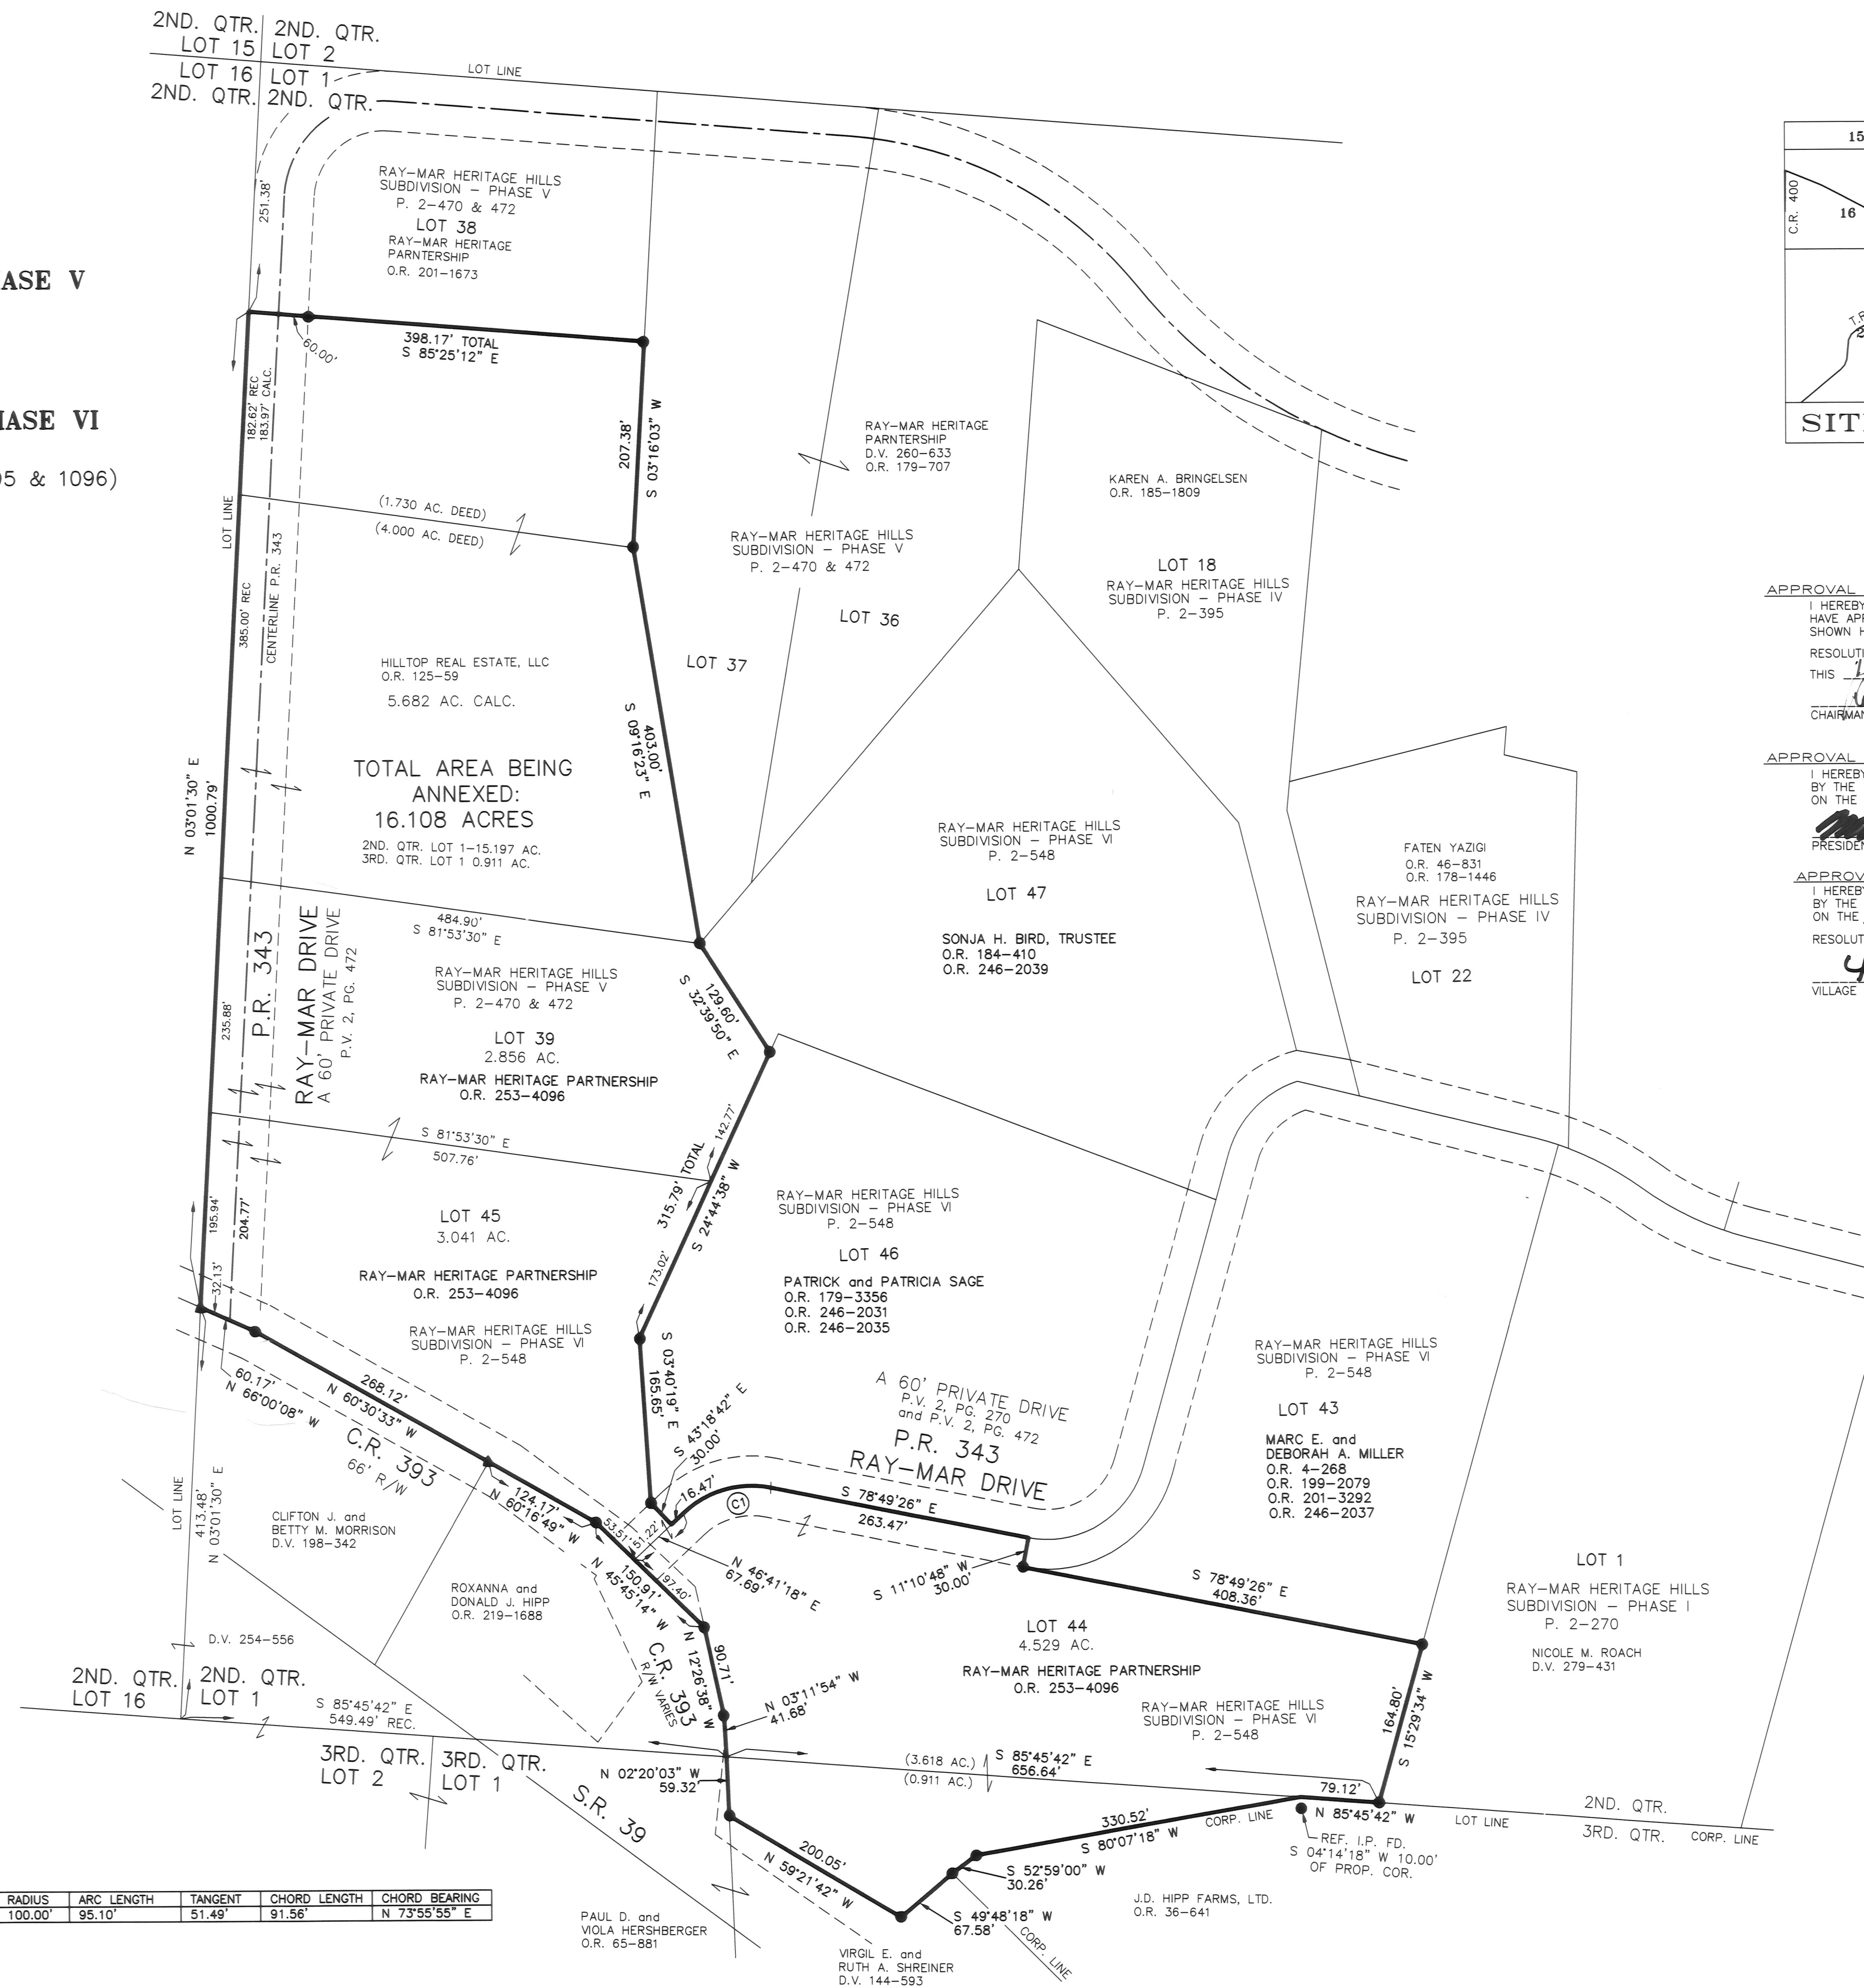 2ND. QTR. 2ND. QTR.
LOT 15 LOT 2
LOT 16 LOT 1
2ND. QTR. 2ND. QTR.
LOT LINE
251.38'
RAY-MAR HERITAGE HILLS
SUBDIVISION - PHASE V
P. 2-470 & 472
LOT 38
RAY-MAR HERITAGE
PARNTERSHIP
O.R. 201-1673
ASE V
HASE VI
95 & 1096)
15
C.R. 400
16
SIT
60.00'
398.17' TOTAL
S 85°25'12" E
182.62' REC
183.97' CALC.
207.38'
S 03°16'03" W
RAY-MAR HERITAGE
PARNTERSHIP
D.V. 260-633
O.R. 179-707
KAREN A. BRINGELSEN
O.R. 185-1809
LOT LINE
(1.730 AC. DEED)
(4.000 AC. DEED)
RAY-MAR HERITAGE HILLS
SUBDIVISION - PHASE V
P. 2-470 & 472
LOT 18
RAY-MAR HERITAGE HILLS
SUBDIVISION - PHASE IV
P. 2-395
LOT 36
LOT 37
385.00' REC
CENTERLINE P.R. 343
HILLTOP REAL ESTATE, LLC
O.R. 125-59
5.682 AC. CALC.
403.00'
S 09°16'23" E
APPROVAL
I HEREBY
HAVE APP
SHOWN H
RESOLUTI
THIS
CHAIRMAN
APPROVAL
I HEREBY
BY THE
ON THE
PRESIDEN
APPROV
I HEREB
BY THE
ON THE
RESOLUT
VILLAGE
TOTAL AREA BEING
ANNEXED:
16.108 ACRES
2ND. QTR. LOT 1-15.197 AC.
3RD. QTR. LOT 1 0.911 AC.
N 03°01'30" E
1000.79'
RAY-MAR HERITAGE HILLS
SUBDIVISION - PHASE VI
P. 2-548
LOT 47
SONJA H. BIRD, TRUSTEE
O.R. 184-410
O.R. 246-2039
FATEN YAZIGI
O.R. 46-831
O.R. 178-1446
RAY-MAR HERITAGE HILLS
SUBDIVISION - PHASE IV
P. 2-395
LOT 22
484.90'
S 81°53'30" E
235.88'
P.R. 343
RAY-MAR DRIVE
A 60' PRIVATE DRIVE
P.V. 2, PG. 472
RAY-MAR HERITAGE HILLS
SUBDIVISION - PHASE V
P. 2-470 & 472
LOT 39
2.856 AC.
RAY-MAR HERITAGE PARTNERSHIP
O.R. 253-4096
129.60'
S 32°39'50" E
S 81°53'30" E
507.76'
142.77'
315.79' TOTAL
S 24°44'38" W
173.02'
195.94'
204.77'
32.13'
LOT 45
3.041 AC.
RAY-MAR HERITAGE PARTNERSHIP
O.R. 253-4096
RAY-MAR HERITAGE HILLS
SUBDIVISION - PHASE VI
P. 2-548
RAY-MAR HERITAGE HILLS
SUBDIVISION - PHASE VI
P. 2-548
LOT 46
PATRICK and PATRICIA SAGE
O.R. 179-3356
O.R. 246-2031
O.R. 246-2035
RAY-MAR HERITAGE HILLS
SUBDIVISION - PHASE VI
P. 2-548
LOT 43
MARC E. and
DEBORAH A. MILLER
O.R. 4-268
O.R. 199-2079
O.R. 201-3292
O.R. 246-2037
60.17'
N 66°00'08" W
268.12'
N 60°30'33" W
C.R. 393
66' R/W
S 03°40'19" E
165.65'
S 43°18'42" E
30.00'
16.47'
C1
A 60' PRIVATE DRIVE
P.V. 2, PG. 270
and P.V. 2, PG. 472
P.R. 343
RAY-MAR DRIVE
S 78°49'26" E
263.47'
LOT LINE
413.48'
N 03°01'30" E
CLIFTON J. and
BETTY M. MORRISON
D.V. 198-342
124.17'
N 60°16'49" W
53.51'
51.22'
97.40'
150.91'
N 45°45'14" W
N 46°41'18" E
67.69'
S 11°10'48" W
30.00'
S 78°49'26" E
408.36'
LOT 1
RAY-MAR HERITAGE HILLS
SUBDIVISION - PHASE I
P. 2-270
NICOLE M. ROACH
D.V. 279-431
ROXANNA and
DONALD J. HIPP
O.R. 219-1688
D.V. 254-556
C.R. 393
R/W VARIES
90.71'
N 12°26'38" W
N 03°11'54" W
41.68'
LOT 44
4.529 AC.
RAY-MAR HERITAGE PARTNERSHIP
O.R. 253-4096
RAY-MAR HERITAGE HILLS
SUBDIVISION - PHASE VI
P. 2-548
164.80'
S 15°29'34" W
2ND. QTR. 2ND. QTR.
LOT 16 LOT 1
S 85°45'42" E
549.49' REC.
3RD. QTR. 3RD. QTR.
LOT 2 LOT 1
N 02°20'03" W
59.32'
(3.618 AC.)
(0.911 AC.)
S 85°45'42" E
656.64'
79.12'
N 85°45'42" W
2ND. QTR.
3RD. QTR.
LOT LINE
CORP. LINE
S.R. 39
330.52'
S 80°07'18" W
CORP. LINE
REF. I.P. FD.
S 04°14'18" W 10.00'
OF PROP. COR.
200.05'
N 59°21'42" W
S 52°59'00" W
30.26'
S 49°48'18" W
67.58'
CORP. LINE
J.D. HIPP FARMS, LTD.
O.R. 36-641
RADIUS ARC LENGTH TANGENT CHORD LENGTH CHORD BEARING
100.00' 95.10' 51.49' 91.56' N 73°55'55" E
PAUL D. and
VIOLA HERSHBERGER
O.R. 65-881
VIRGIL E. and
RUTH A. SHREINER
D.V. 144-593